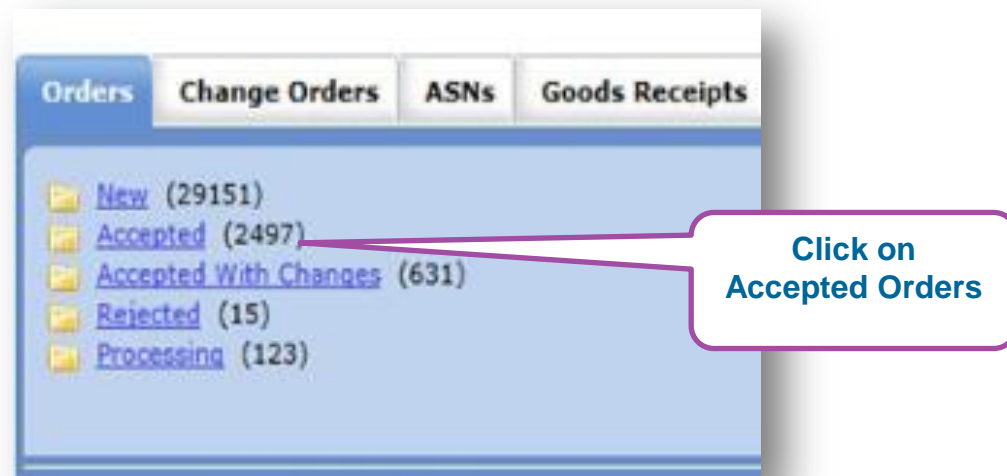 Orders Change Orders ASNs Goods Receipts
New (29151)
Accepted (2497)
Accepted With Changes (631)
Rejected (15)
Processing (123)
Click on
Accepted Orders